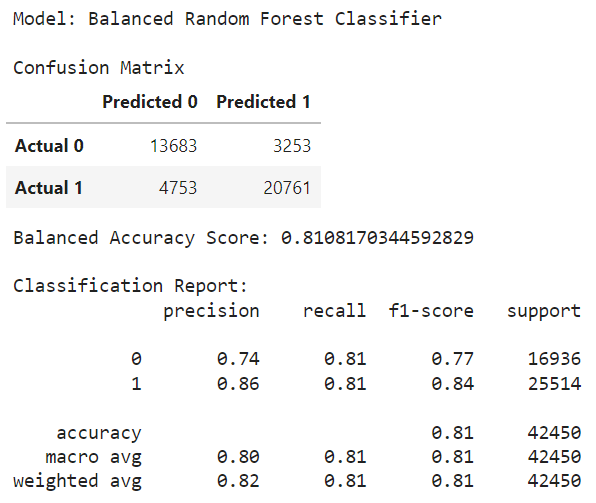 Model: Balanced Random Forest Classifier
Confusion Matrix
Predicted 0 Predicted 1
Actual 0 13683 3253
Actual 1 4753 20761
Balanced Accuracy Score: 0.8108170344592829
Classification Report:
precision recall f1-score support
0 0.74 0.81 0.77 16936
1 0.86 0.81 0.84 25514
accuracy 0.81 42450
macro avg 0.80 0.81 0.81 42450
weighted avg 0.82 0.81 0.81 42450